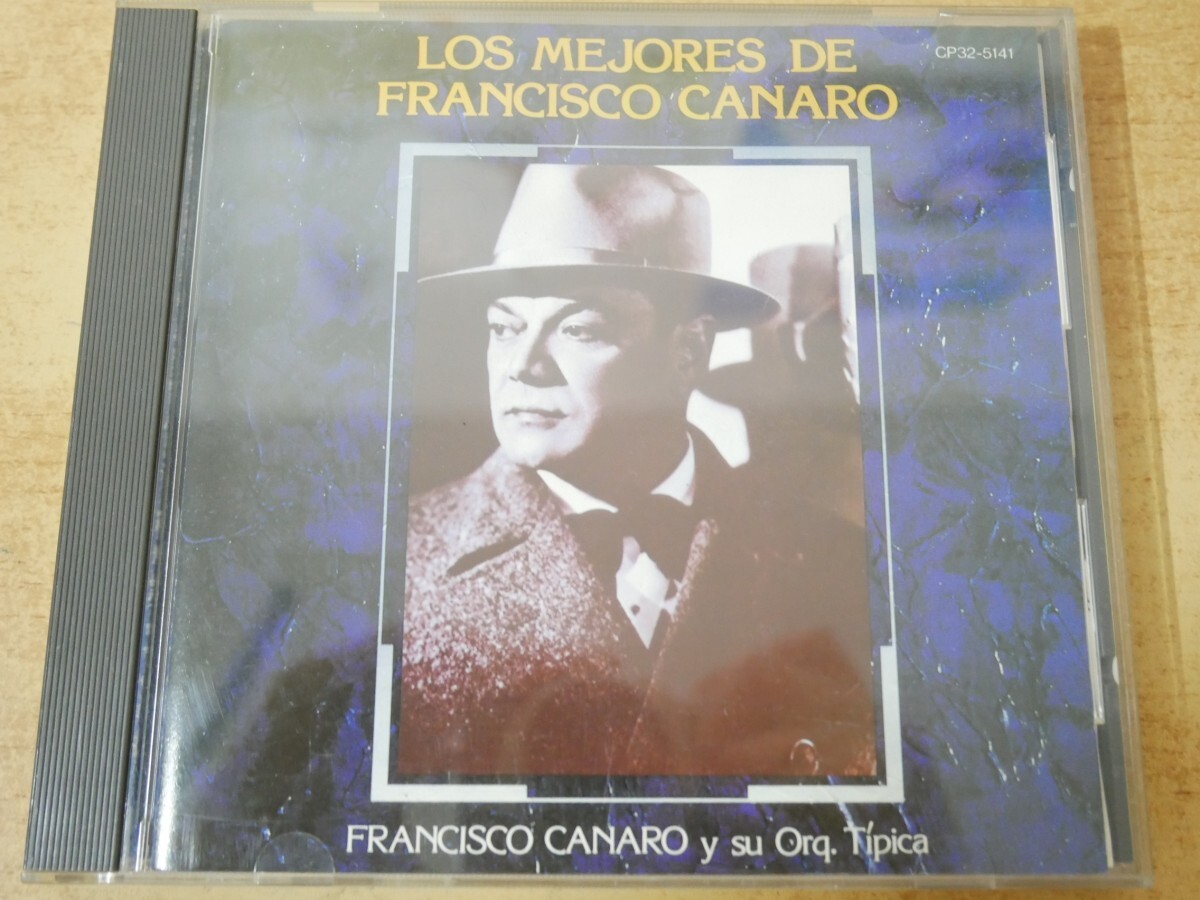 LOS MEJORES DE
FRANCISCO CANARO
CP32-5141
FRANCISCO CANARO y su Orq. Típica